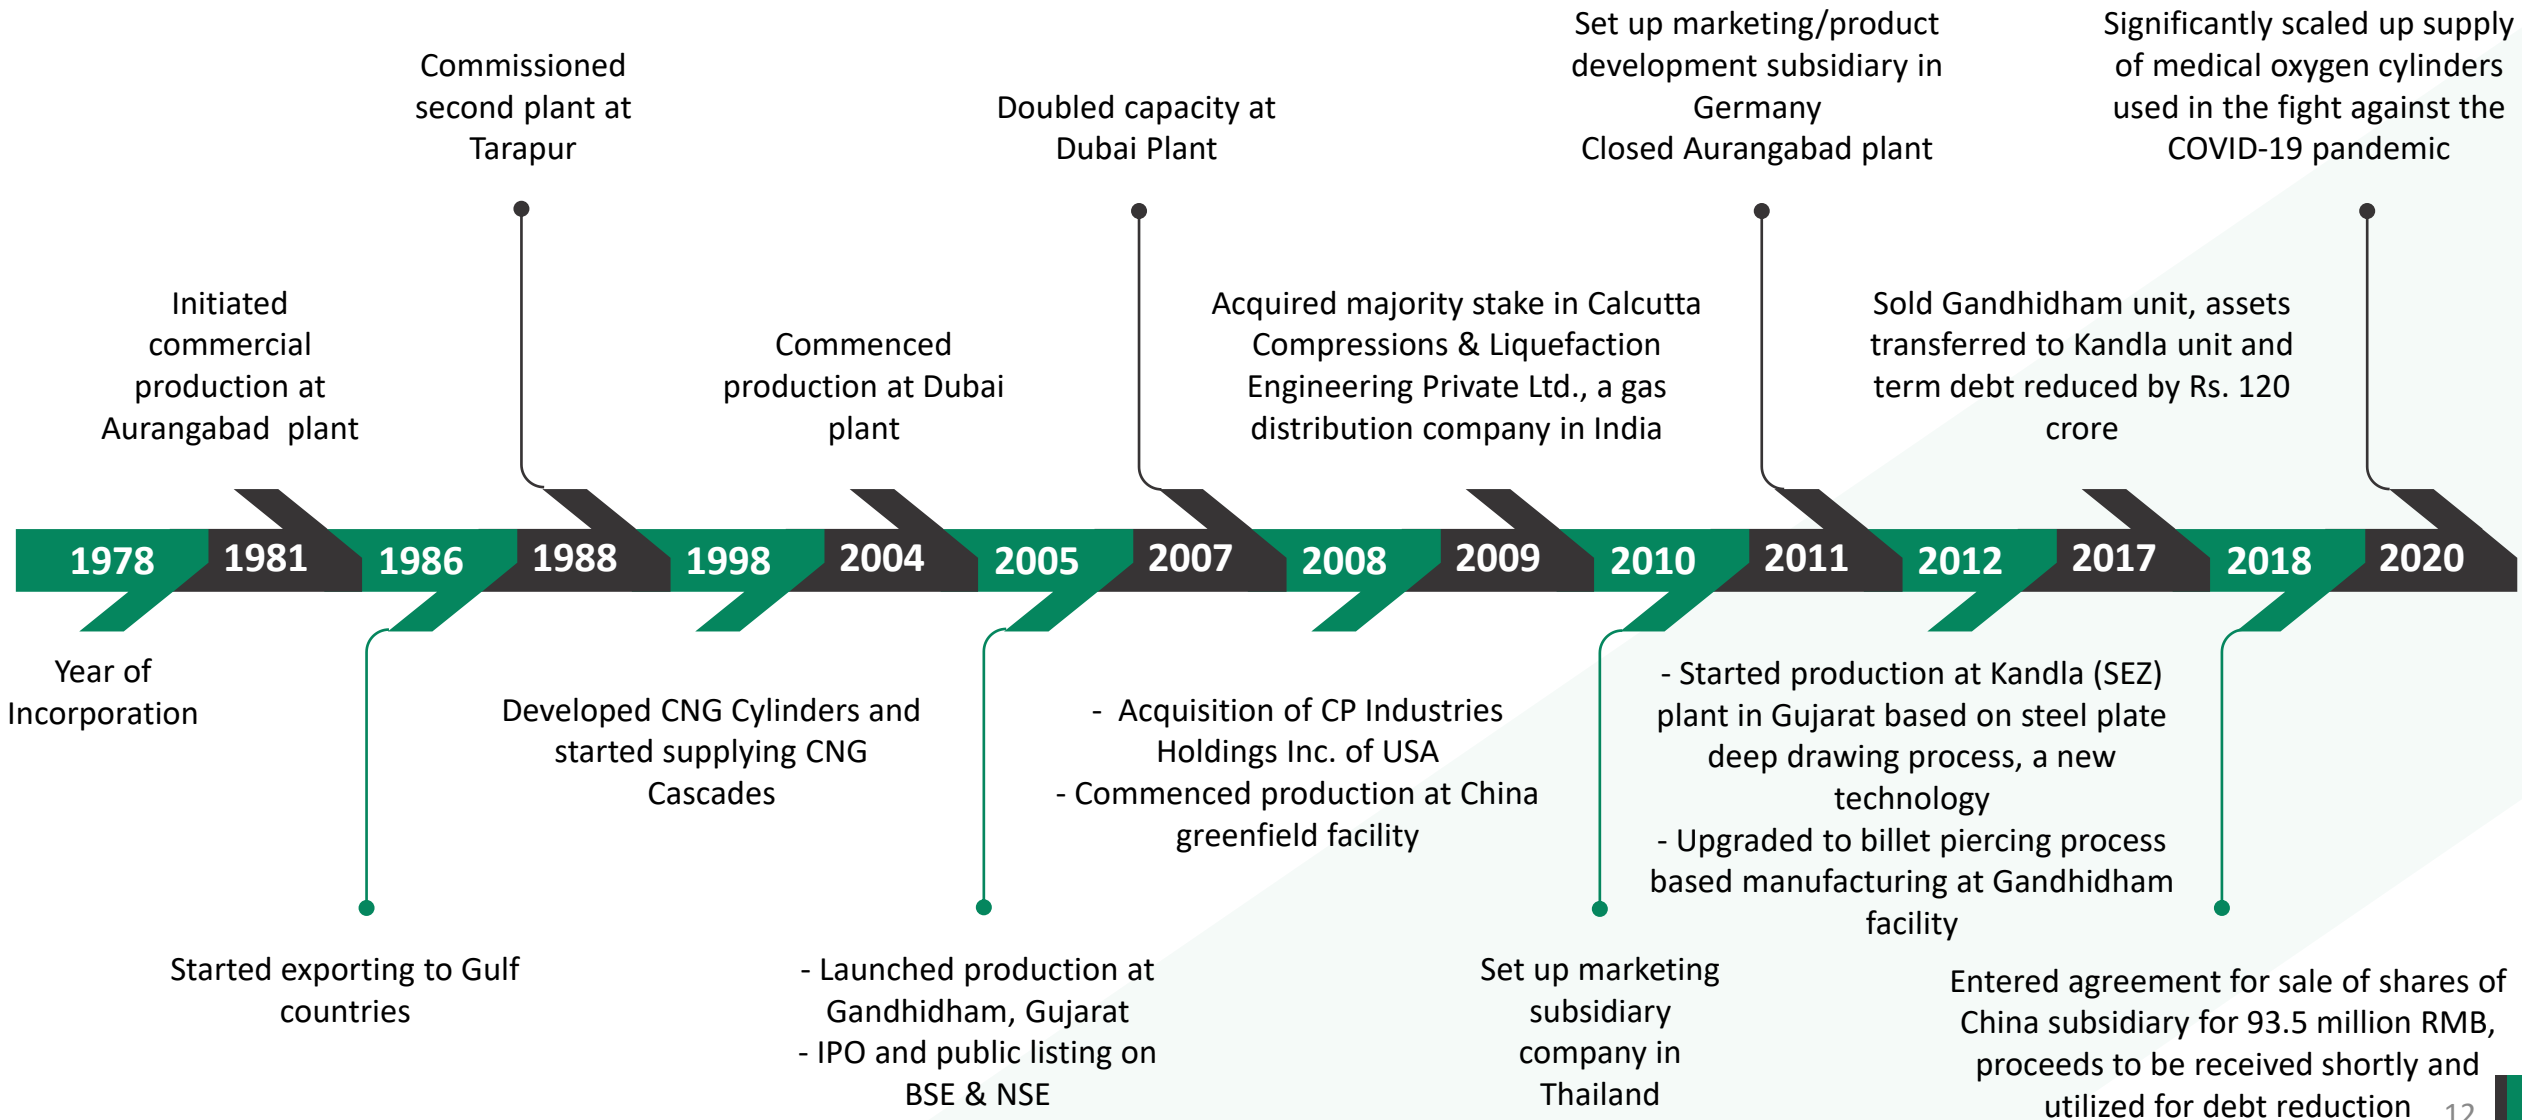 Commissioned
second plant at
Tarapur
Doubled capacity at
Dubai Plant
Set up marketing/product
development subsidiary in
Germany
Closed Aurangabad plant
Significantly scaled up supply
of medical oxygen cylinders
used in the fight against the
COVID-19 pandemic
Initiated
commercial
production at
Aurangabad plant
Commenced
production at Dubai
plant
Acquired majority stake in Calcutta
Compressions & Liquefaction
Engineering Private Ltd., a gas
distribution company in India
Sold Gandhidham unit, assets
transferred to Kandla unit and
term debt reduced by Rs. 120
crore
1978 1981 1986 1988 1998 2004 2005 2007 2008 2009 2010 2011 2012 2017 2018 2020
Year of
Incorporation
Developed CNG Cylinders and
started supplying CNG
Cascades
- Acquisition of CP Industries
Holdings Inc. of USA
- Commenced production at China
greenfield facility
- Started production at Kandla (SEZ)
plant in Gujarat based on steel plate
deep drawing process, a new
technology
- Upgraded to billet piercing process
based manufacturing at Gandhidham
facility
Started exporting to Gulf
countries
- Launched production at
Gandhidham, Gujarat
- IPO and public listing on
BSE & NSE
Set up marketing
subsidiary
company in
Thailand
Entered agreement for sale of shares of
China subsidiary for 93.5 million RMB,
proceeds to be received shortly and
utilized for debt reduction
12